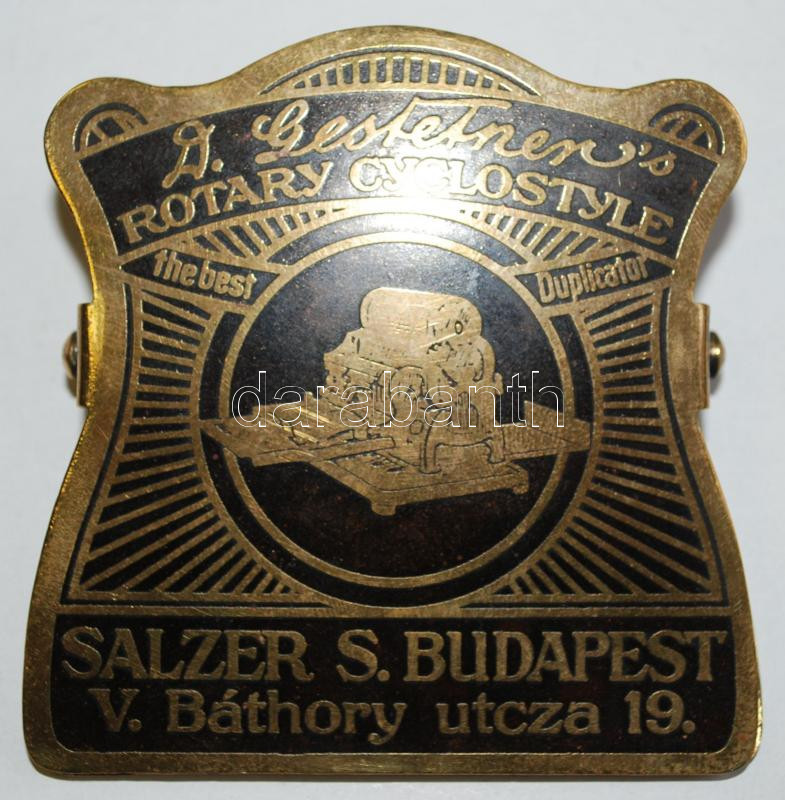 D. Gestetner's
ROTARY CYCLOSTYLE
the best Duplicator
darabanth
SALZER S. BUDAPEST
V. Báthory utcza 19.